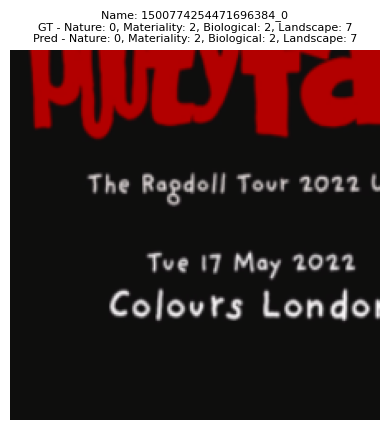 Name: 1500774254471696384_0
GT - Nature: 0, Materiality: 2, Biological: 2, Landscape: 7
Pred - Nature: 0, Materiality: 2, Biological: 2, Landscape: 7
The Ragdoll Tour 2022 U
Tue 17 May 2022
Colours London